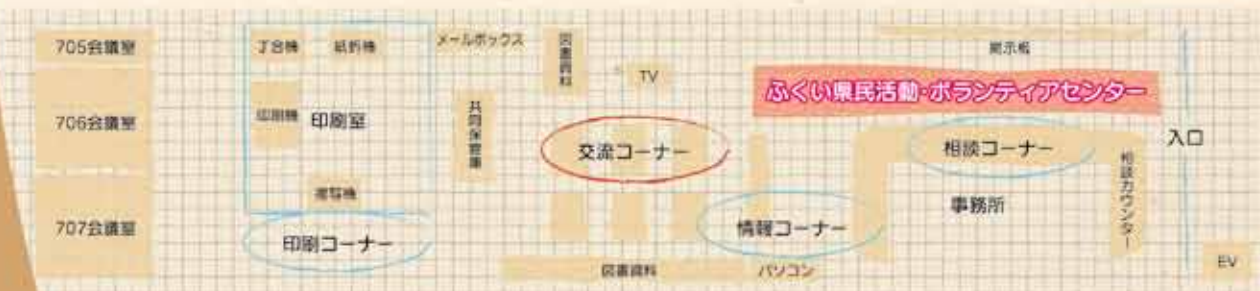 705会議室
706会議室
707会議室
丁合機
紙折機
印刷機
印刷室
印刷コーナー
メールボックス
共同保管庫
図書資料
TV
交流コーナー
図書資料
情報コーナー
パソコン
掲示板
ふくい県民活動・ボランティアセンター
相談コーナー
事務所
相談カウンター
入口
EV